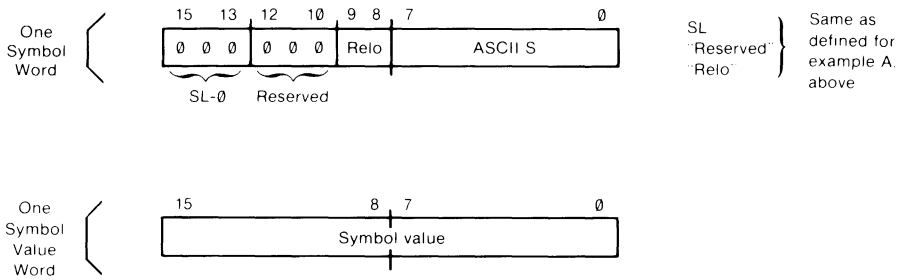 One
Symbol
Word
15 13 12 10 9 8 7 0
0 0 0 0 0 0 Relo ASCII S
SL-0 Reserved
SL
"Reserved"
"Relo"
Same as
defined for
example A.
above
One
Symbol
Value
Word
15 8 7 0
Symbol value